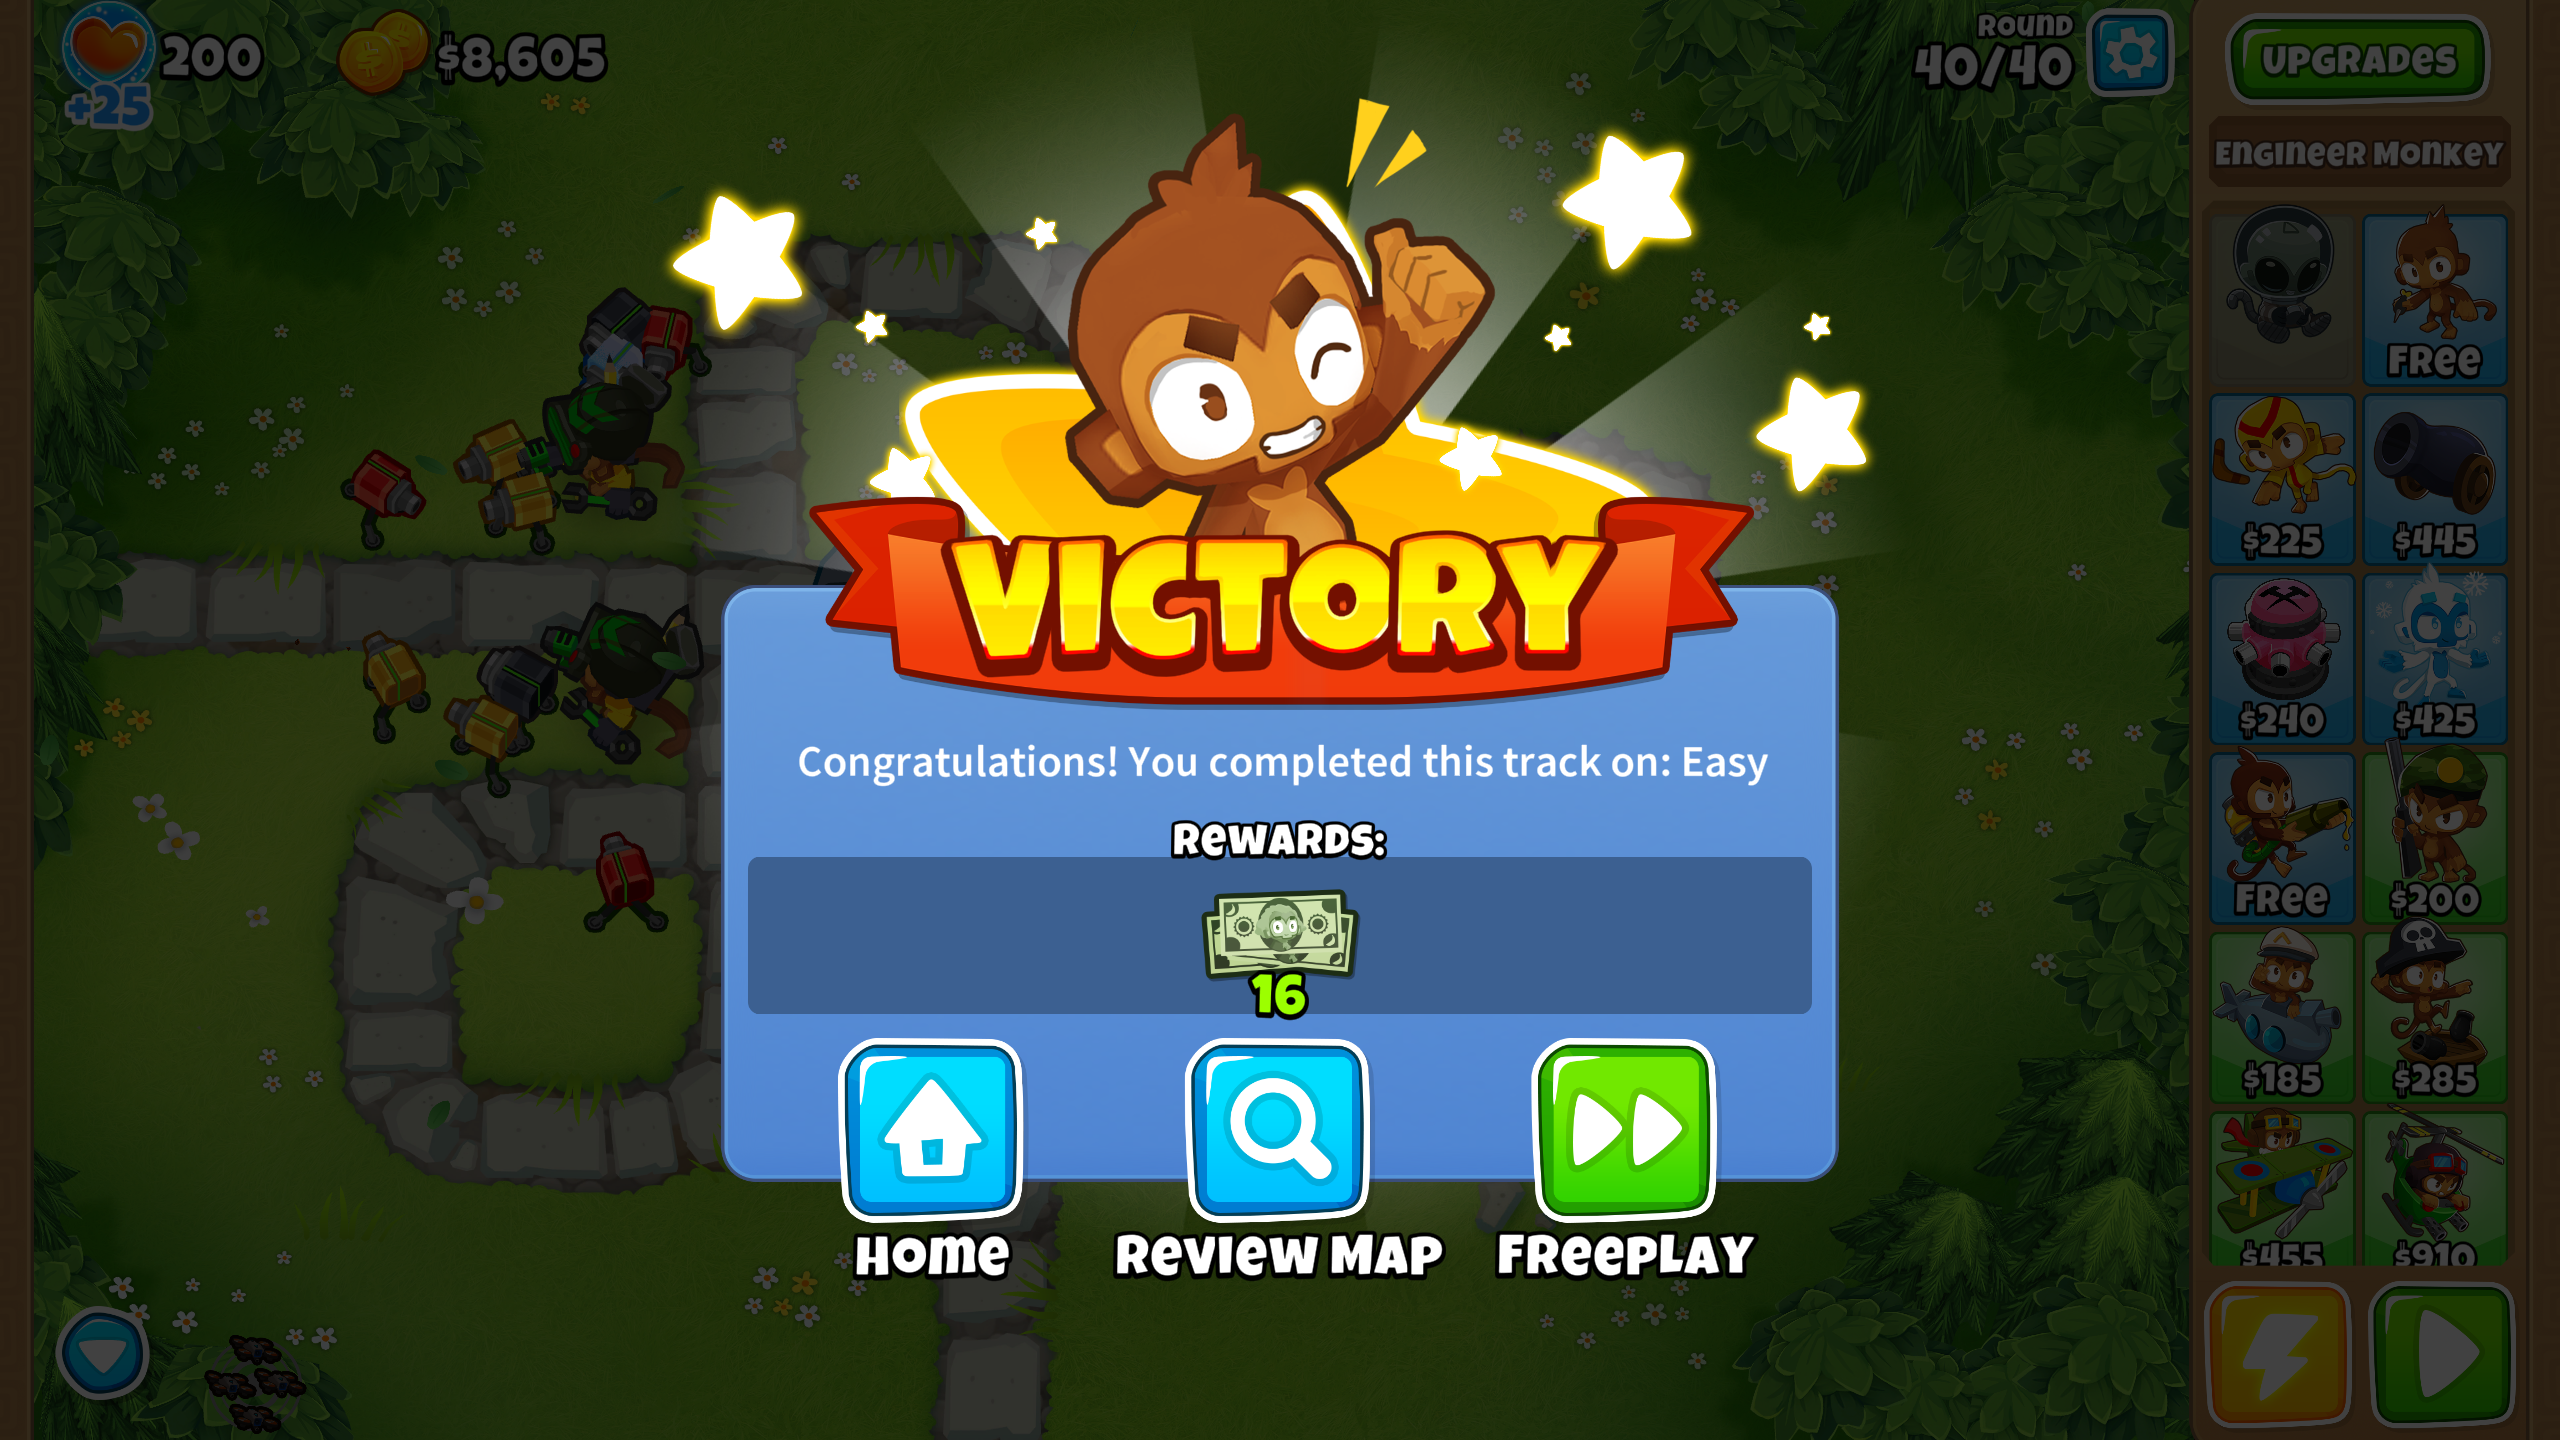 200
+25
$8,605
ROUND
40/40
UPGRADES
ENGINEER MONKEY
FREE
$225
$445
$240
$425
FREE
$200
$185
$285
$455
$910
VICTORY
Congratulations! You completed this track on: Easy
REWARDS:
16
HOME
REVIEW MAP
FREEPLAY